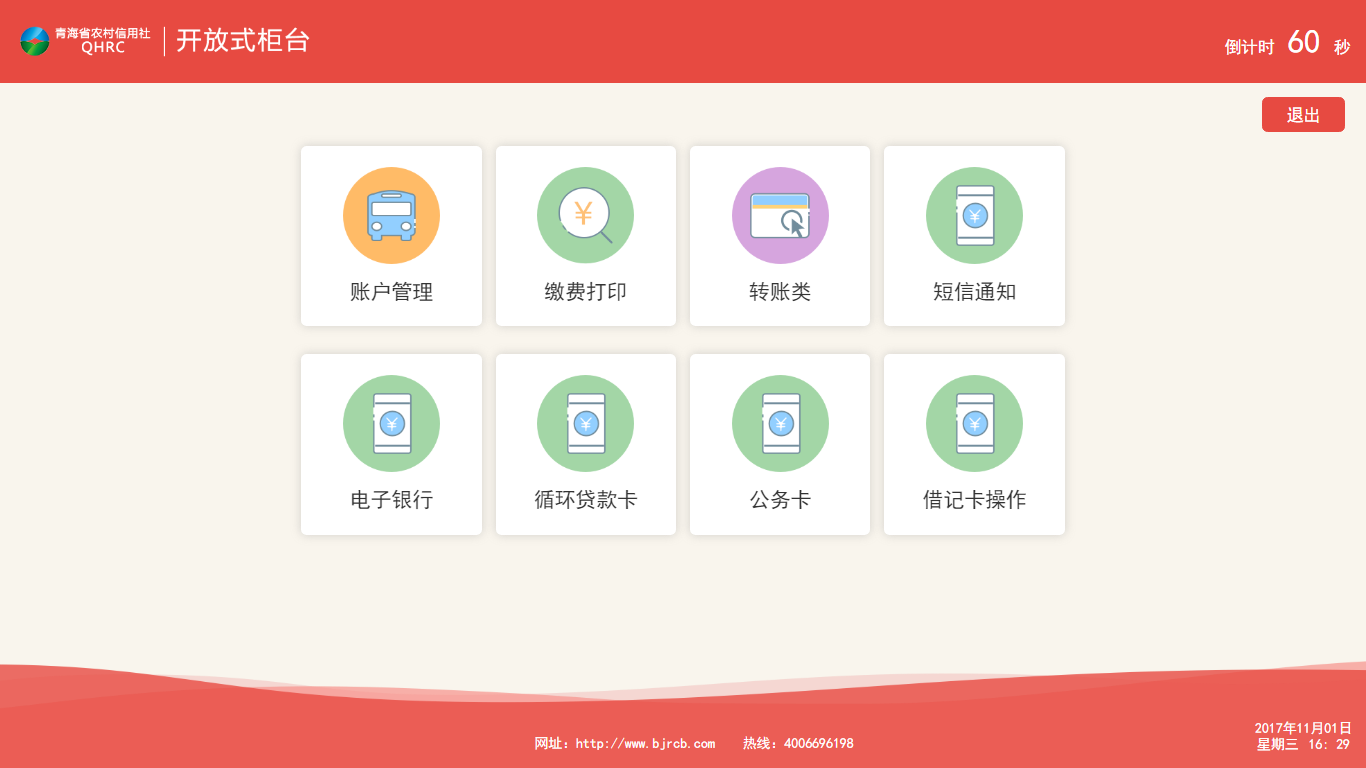 青海省农村信用社
QHRC
开放式柜台
倒计时 60 秒
退出
账户管理
缴费打印
转账类
短信通知
电子银行
循环贷款卡
公务卡
借记卡操作
网址：http://www.bjrcb.com 热线：4006696198
2017年11月01日
星期三 16：29